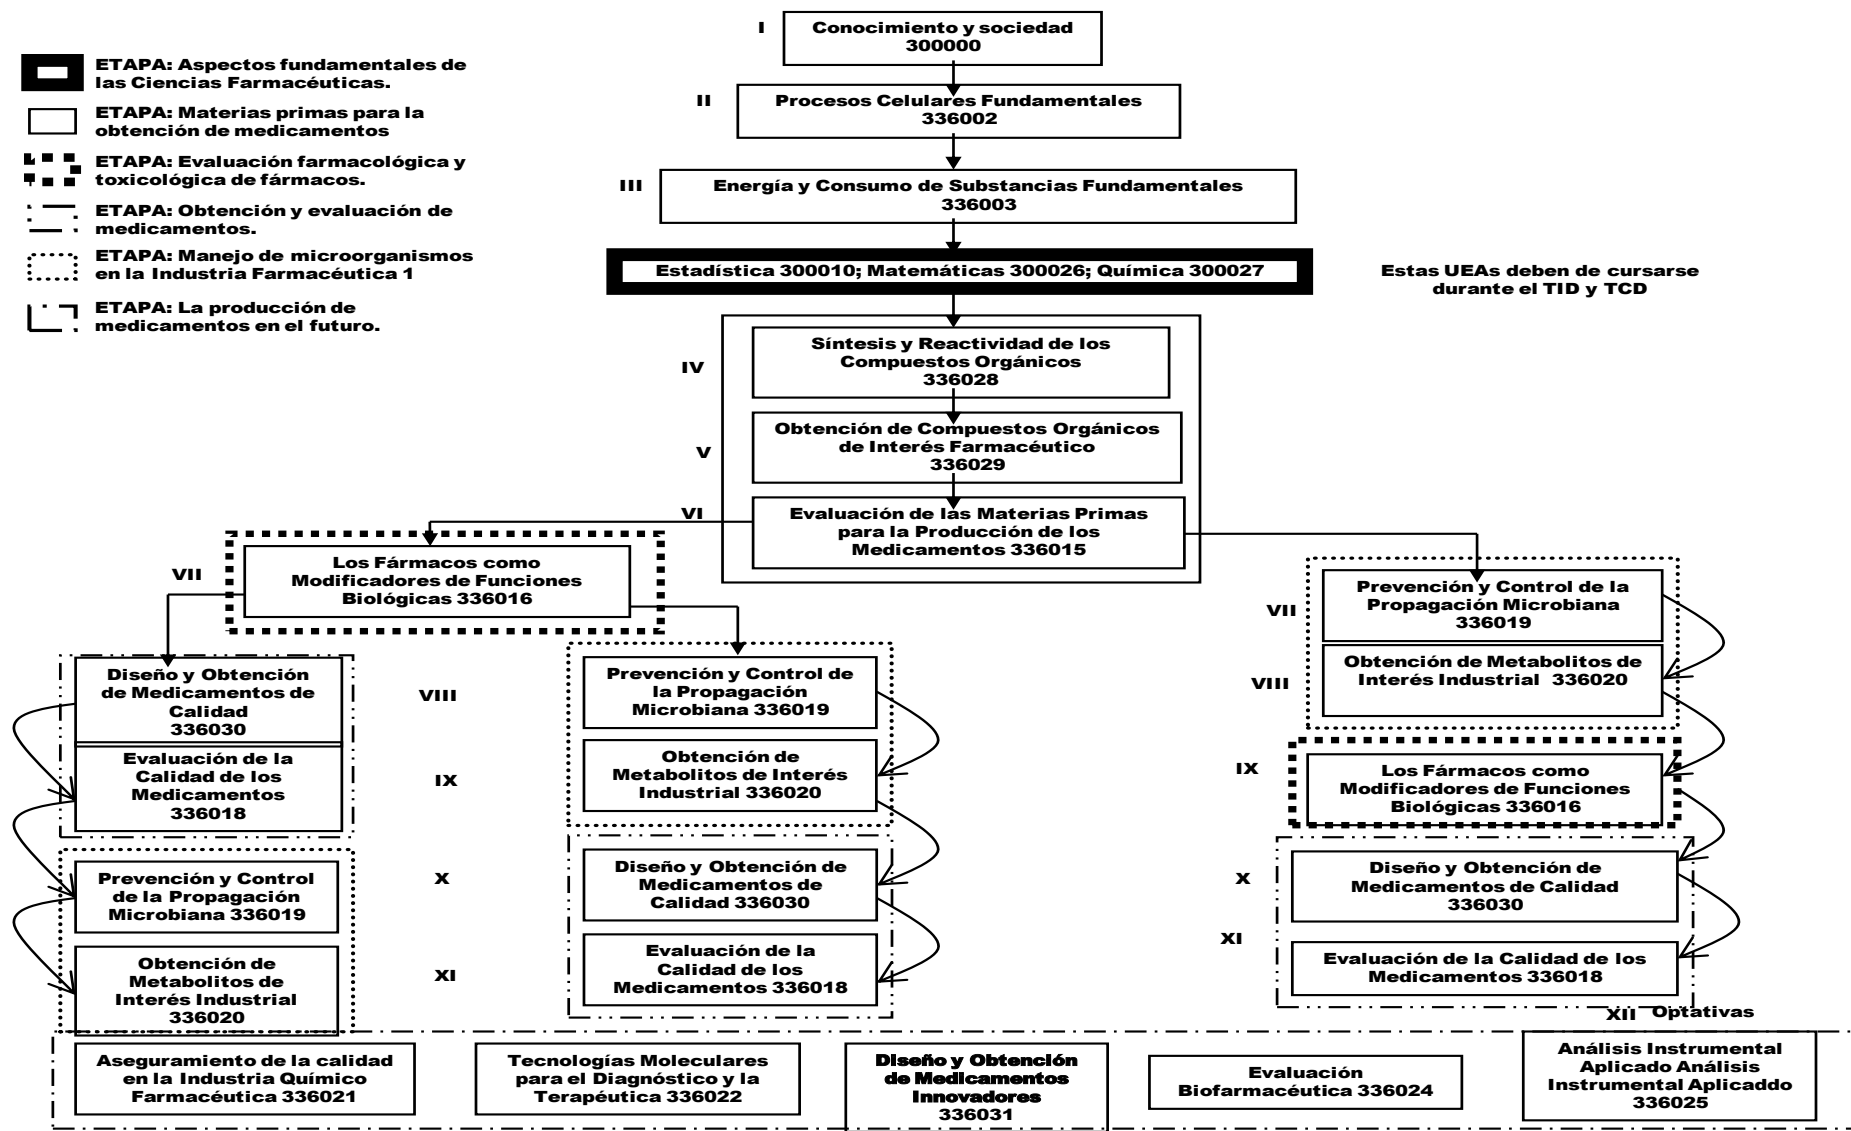 I
Conocimiento y sociedad
300000
ETAPA: Aspectos fundamentales de
las Ciencias Farmacéuticas.
ETAPA: Materias primas para la
obtención de medicamentos
ETAPA: Evaluación farmacológica y
toxicológica de fármacos.
ETAPA: Obtención y evaluación de
medicamentos.
ETAPA: Manejo de microorganismos
en la Industria Farmacéutica 1
ETAPA: La producción de
medicamentos en el futuro.
II
Procesos Celulares Fundamentales
336002
III
Energía y Consumo de Substancias Fundamentales
336003
Estadística 300010; Matemáticas 300026; Química 300027
Estas UEAs deben de cursarse
durante el TID y TCD
IV
Síntesis y Reactividad de los
Compuestos Orgánicos
336028
V
Obtención de Compuestos Orgánicos
de Interés Farmacéutico
336029
VI
Evaluación de las Materias Primas
para la Producción de los
Medicamentos 336015
VII
Los Fármacos como
Modificadores de Funciones
Biológicas 336016
Diseño y Obtención
de Medicamentos de
Calidad
336030
Evaluación de la
Calidad de los
Medicamentos
336018
Prevención y Control
de la Propagación
Microbiana 336019
Obtención de
Metabolitos de
Interés Industrial
336020
VIII
IX
X
XI
Prevención y Control de
la Propagación
Microbiana 336019
Obtención de
Metabolitos de Interés
Industrial 336020
Diseño y Obtención de
Medicamentos de
Calidad 336030
Evaluación de la
Calidad de los
Medicamentos 336018
VII
Prevención y Control de la
Propagación Microbiana
336019
VIII
Obtención de Metabolitos de
Interés Industrial 336020
IX
Los Fármacos como
Modificadores de Funciones
Biológicas 336016
X
Diseño y Obtención de
Medicamentos de Calidad
336030
XI
Evaluación de la Calidad de los
Medicamentos 336018
XII Optativas
Aseguramiento de la calidad
en la Industria Químico
Farmacéutica 336021
Tecnologías Moleculares
para el Diagnóstico y la
Terapéutica 336022
Diseño y Obtención
de Medicamentos
Innovadores
336031
Evaluación
Biofarmacéutica 336024
Análisis Instrumental
Aplicado Análisis
Instrumental Aplicaddo
336025